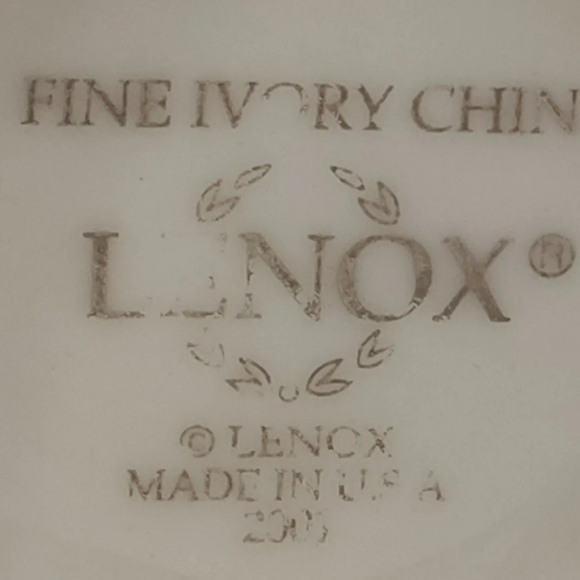 FINE IVORY CHIN
LENOX®
© LENOX
MADE IN U.S.A